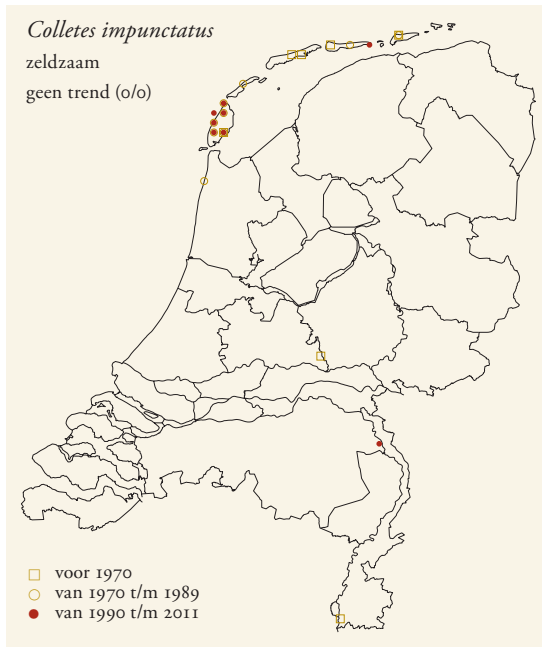 Colletes impunctatus
zeldzaam
geen trend (0/0)
voor 1970
van 1970 t/m 1989
van 1990 t/m 2011